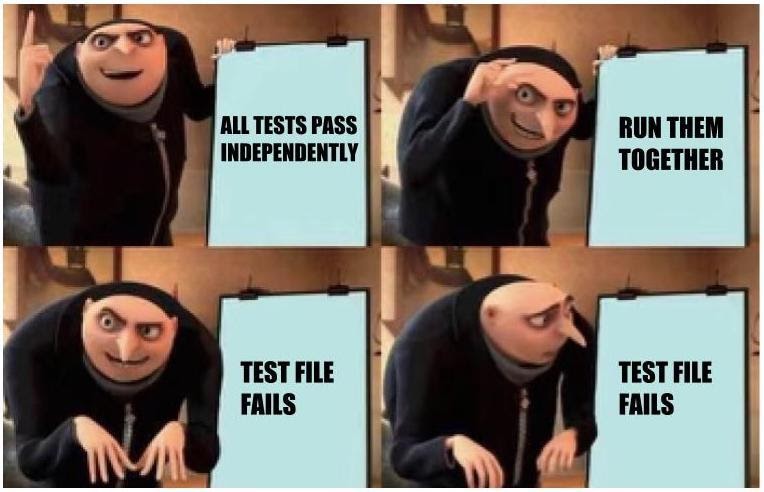 ALL TESTS PASS
INDEPENDENTLY
RUN THEM
TOGETHER
TEST FILE
FAILS
TEST FILE
FAILS